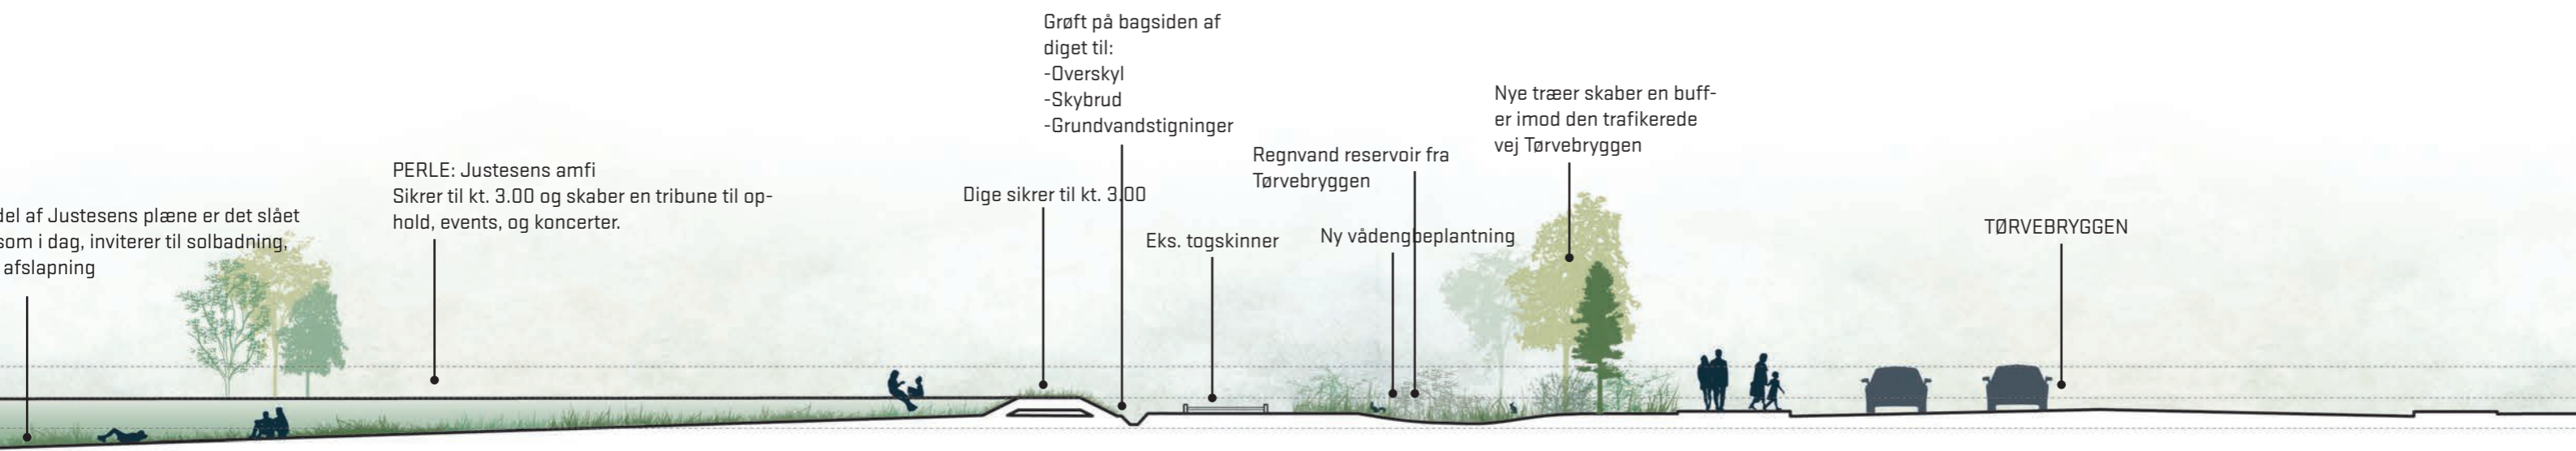 del af Justesens plæne er det slået
som i dag, inviterer til solbadning,
afslapning
PERLE: Justesens amfi
Sikrer til kt. 3.00 og skaber en tribune til op-
hold, events, og koncerter.
Dige sikrer til kt. 3.00
Grøft på bagsiden af
diget til:
-Overskyl
-Skybrud
-Grundvandstigninger
Eks. togskinner
Regnvand reservoir fra
Tørvebryggen
Ny vådengbeplantning
Nye træer skaber en buff-
er imod den trafikerede
vej Tørvebryggen
TØRVEBRYGGEN